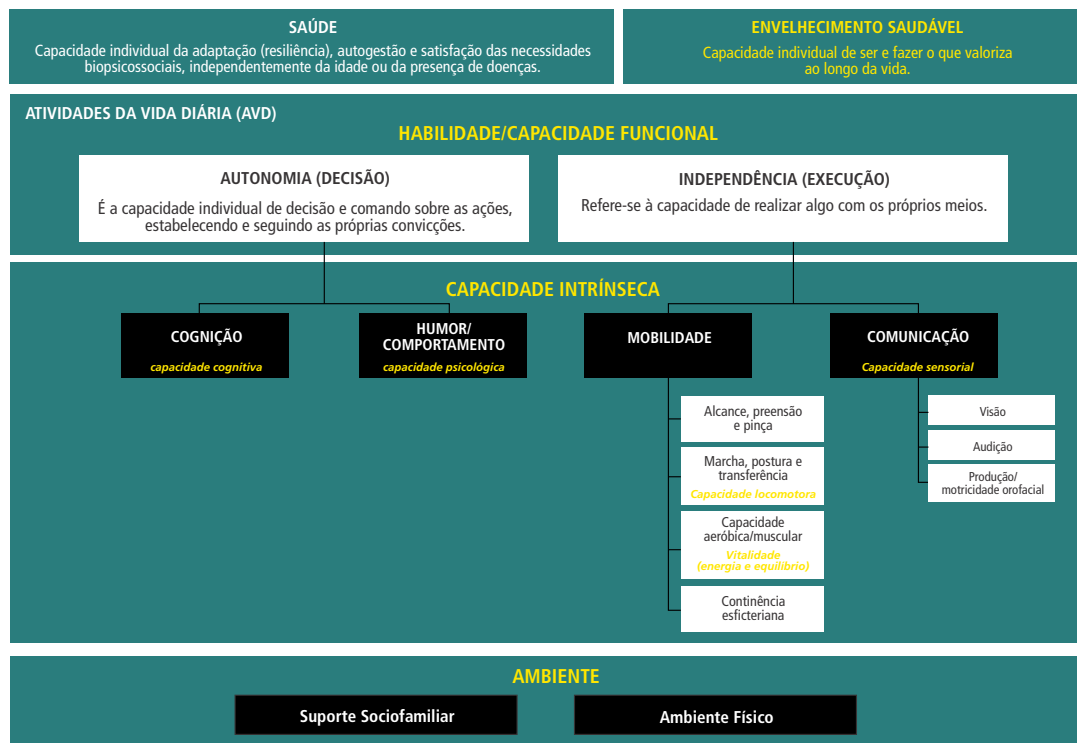 SAÚDE
Capacidade individual da adaptação (resiliência), autogestão e satisfação das necessidades
biopsicossociais, independentemente da idade ou da presença de doenças.
ENVELHECIMENTO SAUDÁVEL
Capacidade individual de ser e fazer o que valoriza
ao longo da vida.
ATIVIDADES DA VIDA DIÁRIA (AVD)
HABILIDADE/CAPACIDADE FUNCIONAL
AUTONOMIA (DECISÃO)
É a capacidade individual de decisão e comando sobre as ações,
estabelecendo e seguindo as próprias convicções.
INDEPENDÊNCIA (EXECUÇÃO)
Refere-se à capacidade de realizar algo com os próprios meios.
CAPACIDADE INTRÍNSECA
COGNIÇÃO
capacidade cognitiva
HUMOR/
COMPORTAMENTO
capacidade psicológica
MOBILIDADE
Alcance, preensão
e pinça
Marcha, postura e
transferência
Capacidade locomotora
Capacidade
aeróbica/muscular
Vitalidade
(energia e equilíbrio)
Continência
esficteriana
COMUNICAÇÃO
Capacidade sensorial
Visão
Audição
Produção/
motricidade orofacial
AMBIENTE
Suporte Sociofamiliar
Ambiente Físico